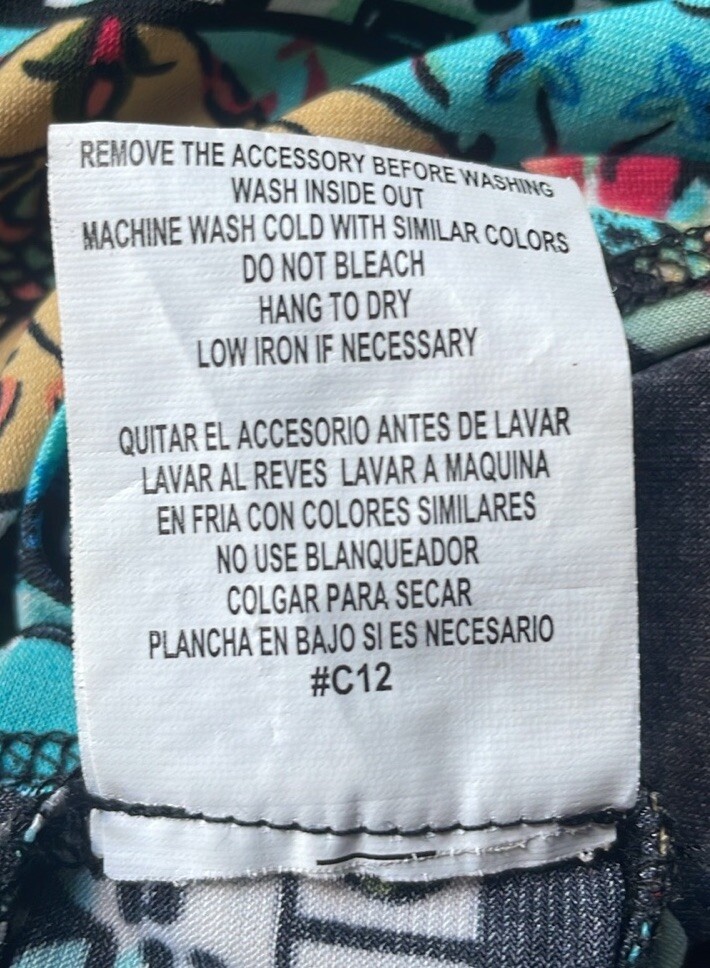 REMOVE THE ACCESSORY BEFORE WASHING
WASH INSIDE OUT
MACHINE WASH COLD WITH SIMILAR COLORS
DO NOT BLEACH
HANG TO DRY
LOW IRON IF NECESSARY
QUITAR EL ACCESORIO ANTES DE LAVAR
LAVAR AL REVES LAVAR A MAQUINA
EN FRIA CON COLORES SIMILARES
NO USE BLANQUEADOR
COLGAR PARA SECAR
PLANCHA EN BAJO SI ES NECESARIO
#C12